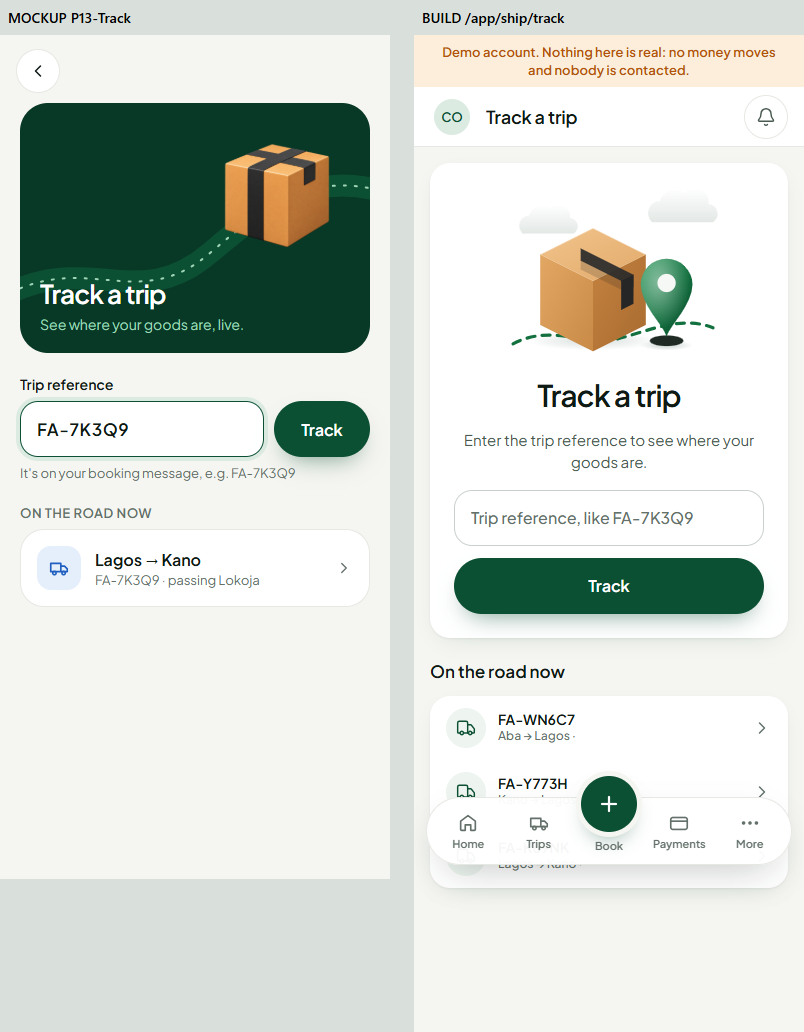 MOCKUP P13-Track
Track a trip
See where your goods are, live.
Trip reference
FA-7K3Q9
Track
It's on your booking message, e.g. FA-7K3Q9
ON THE ROAD NOW
Lagos → Kano
FA-7K3Q9 · passing Lokoja
BUILD /app/ship/track
Demo account. Nothing here is real: no money moves
and nobody is contacted.
CO
Track a trip
Track a trip
Enter the trip reference to see where your
goods are.
Trip reference, like FA-7K3Q9
Track
On the road now
FA-WN6C7
Aba → Lagos ·
FA-Y773H
Home
Trips
Book
Payments
More
Lagos → Kano ·